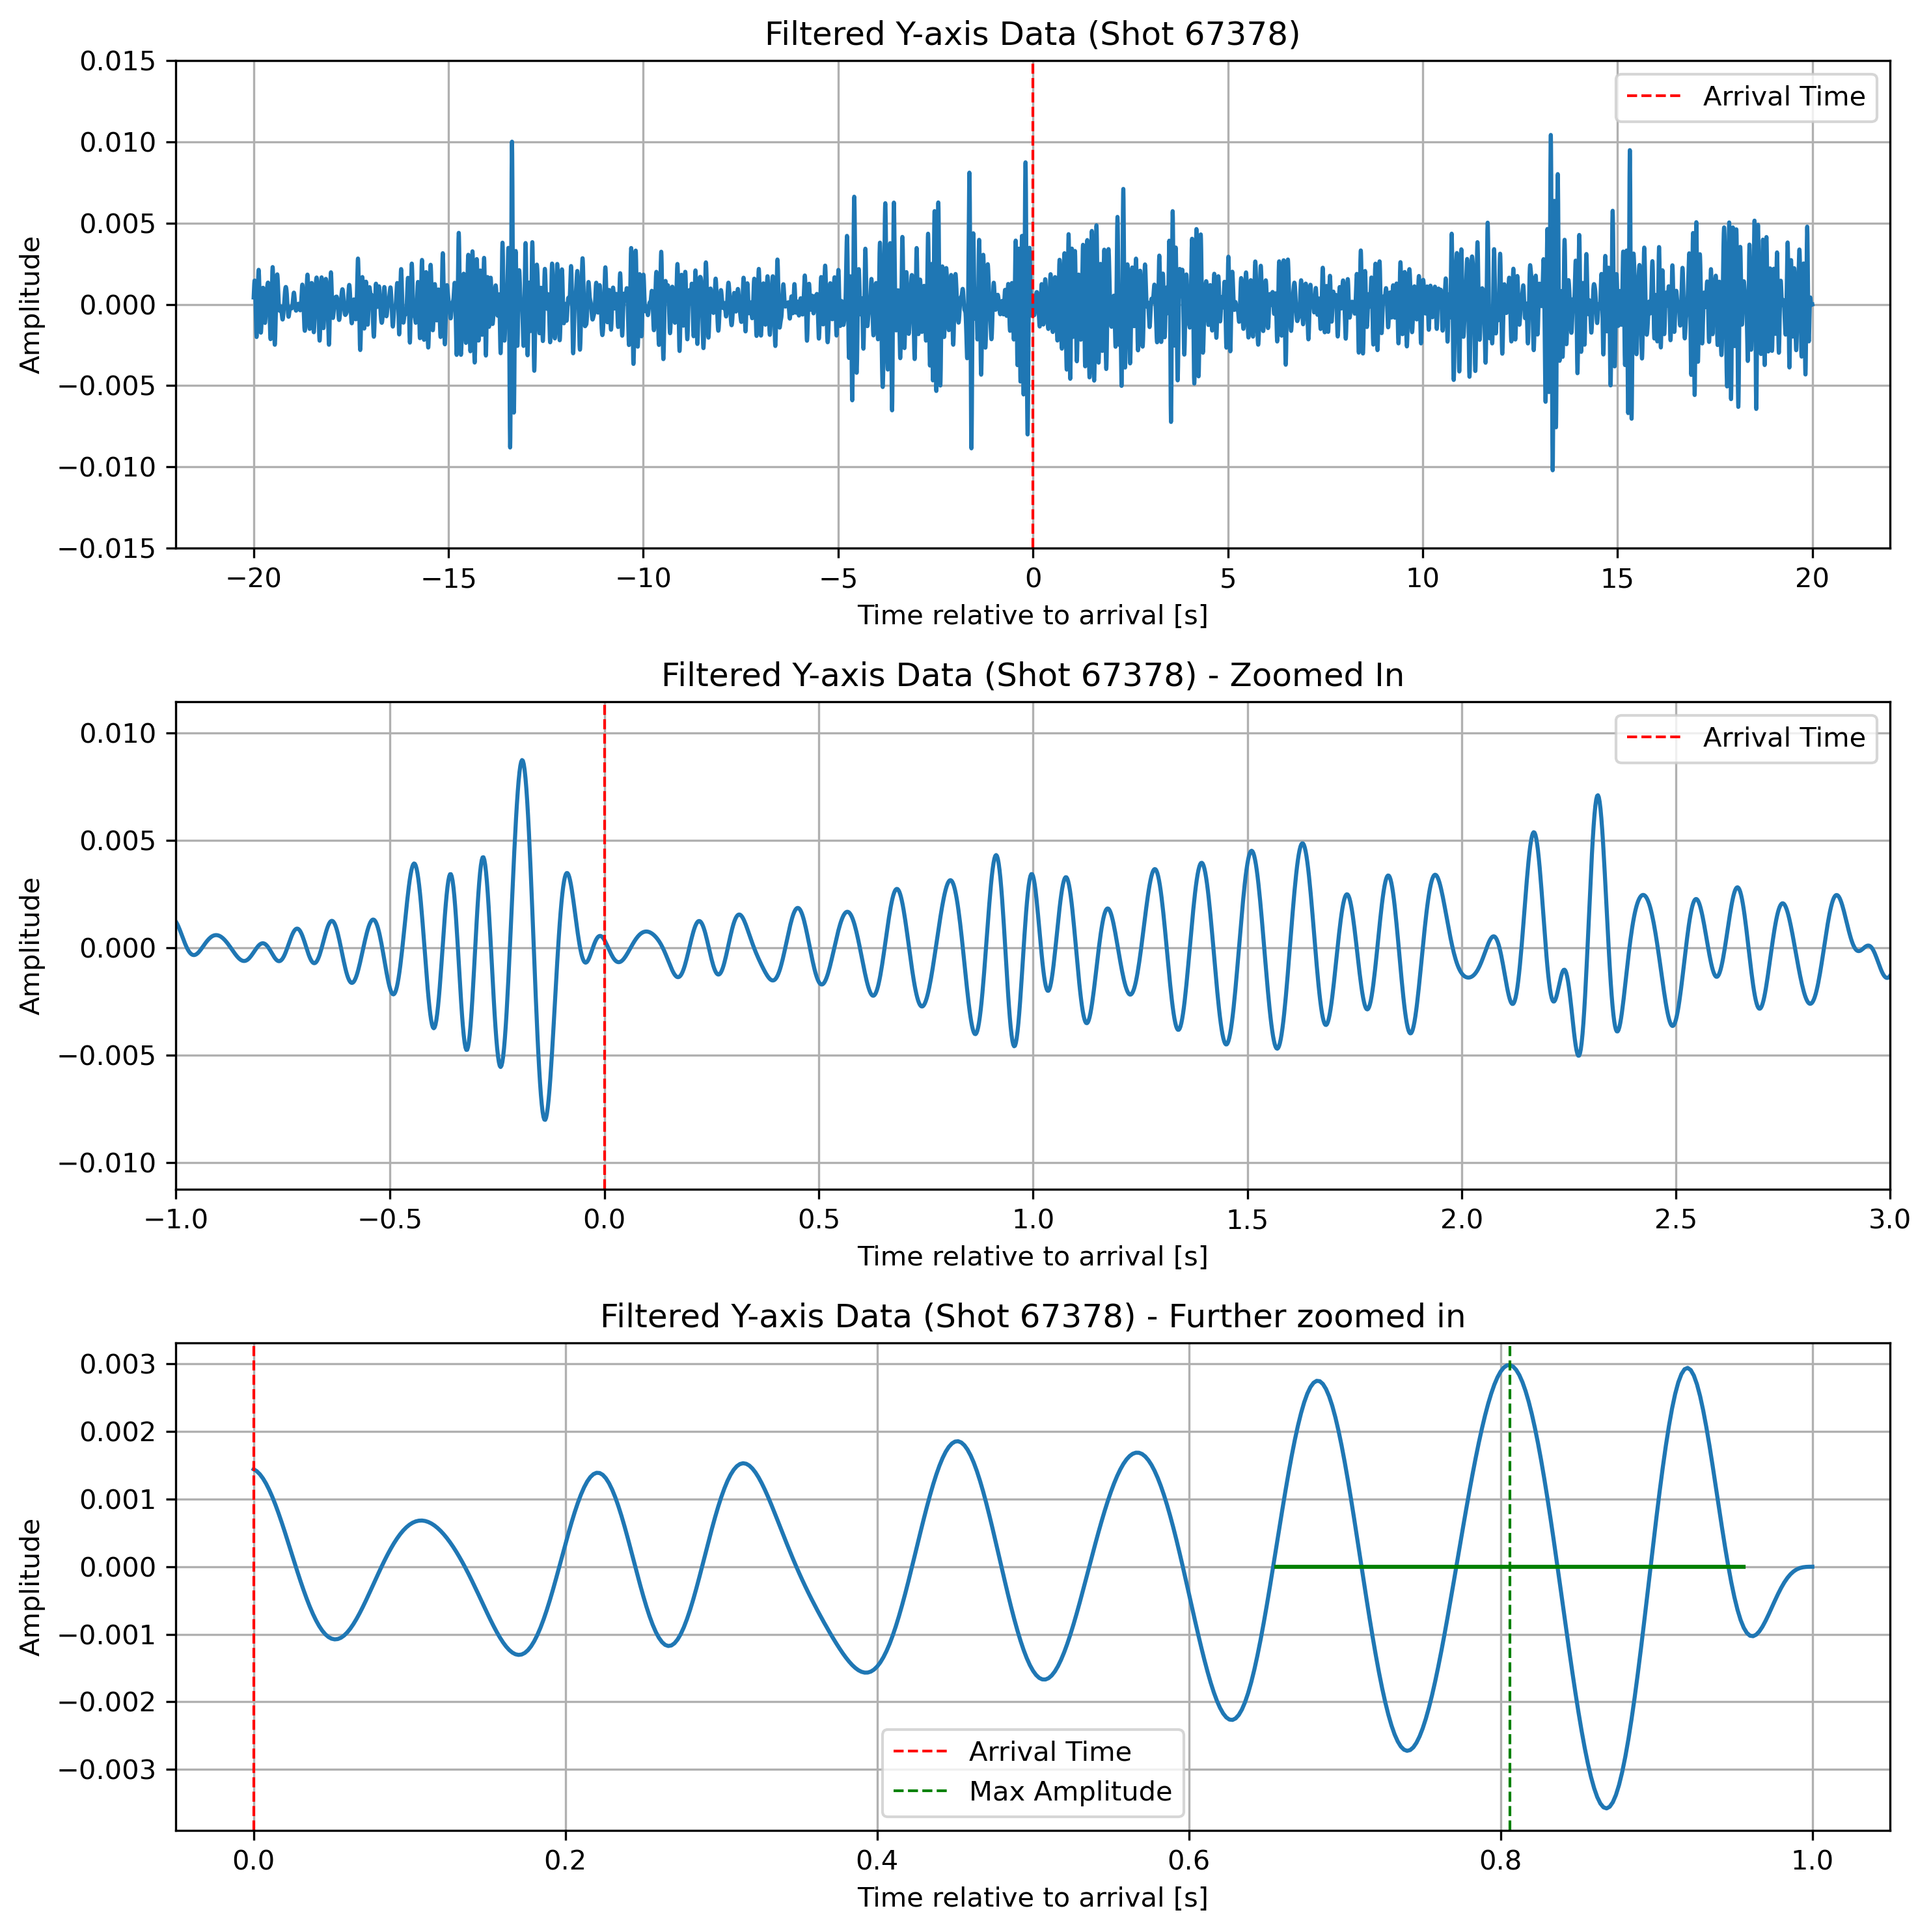 Filtered Y-axis Data (Shot 67378)
0.015
0.010
0.005
0.000
−0.005
−0.010
−0.015
Amplitude
Arrival Time
−20 −15 −10 −5 0 5 10 15 20
Time relative to arrival [s]
Filtered Y-axis Data (Shot 67378) - Zoomed In
0.010
0.005
0.000
−0.005
−0.010
Amplitude
Arrival Time
−1.0 −0.5 0.0 0.5 1.0 1.5 2.0 2.5 3.0
Time relative to arrival [s]
Filtered Y-axis Data (Shot 67378) - Further zoomed in
0.003
0.002
0.001
0.000
−0.001
−0.002
−0.003
Amplitude
Arrival Time
Max Amplitude
0.0 0.2 0.4 0.6 0.8 1.0
Time relative to arrival [s]